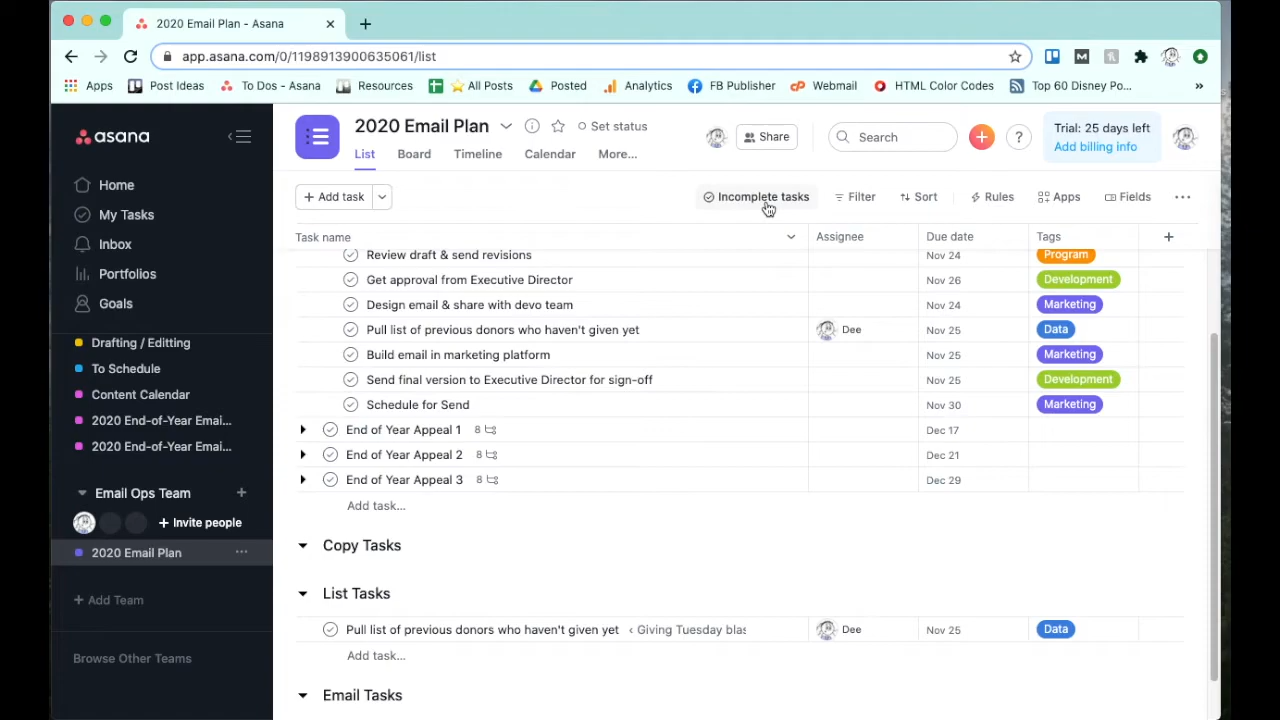 2020 Email Plan - Asana
app.asana.com/0/1198913900635061/list
Apps Post Ideas To Dos - Asana Resources All Posts Posted Analytics FB Publisher Webmail HTML Color Codes Top 60 Disney Po... »
asana
Home
My Tasks
Inbox
Portfolios
Goals
Drafting / Editting
To Schedule
Content Calendar
2020 End-of-Year Emai...
2020 End-of-Year Emai...
Email Ops Team +
+ Invite people
2020 Email Plan ...
+ Add Team
Browse Other Teams
2020 Email Plan Set status
Share
Search
+ ?
Trial: 25 days left
Add billing info
List Board Timeline Calendar More...
+ Add task
Incomplete tasks Filter Sort Rules Apps Fields ...
Task name Assignee Due date Tags +
Review draft & send revisions Nov 24 Program
Get approval from Executive Director Nov 26 Development
Design email & share with devo team Nov 24 Marketing
Pull list of previous donors who haven't given yet Dee Nov 25 Data
Build email in marketing platform Nov 25 Marketing
Send final version to Executive Director for sign-off Nov 25 Development
Schedule for Send Nov 30 Marketing
End of Year Appeal 1 8 Dec 17
End of Year Appeal 2 8 Dec 21
End of Year Appeal 3 8 Dec 29
Add task...
Copy Tasks
List Tasks
Pull list of previous donors who haven't given yet ‹ Giving Tuesday blas Dee Nov 25 Data
Add task...
Email Tasks